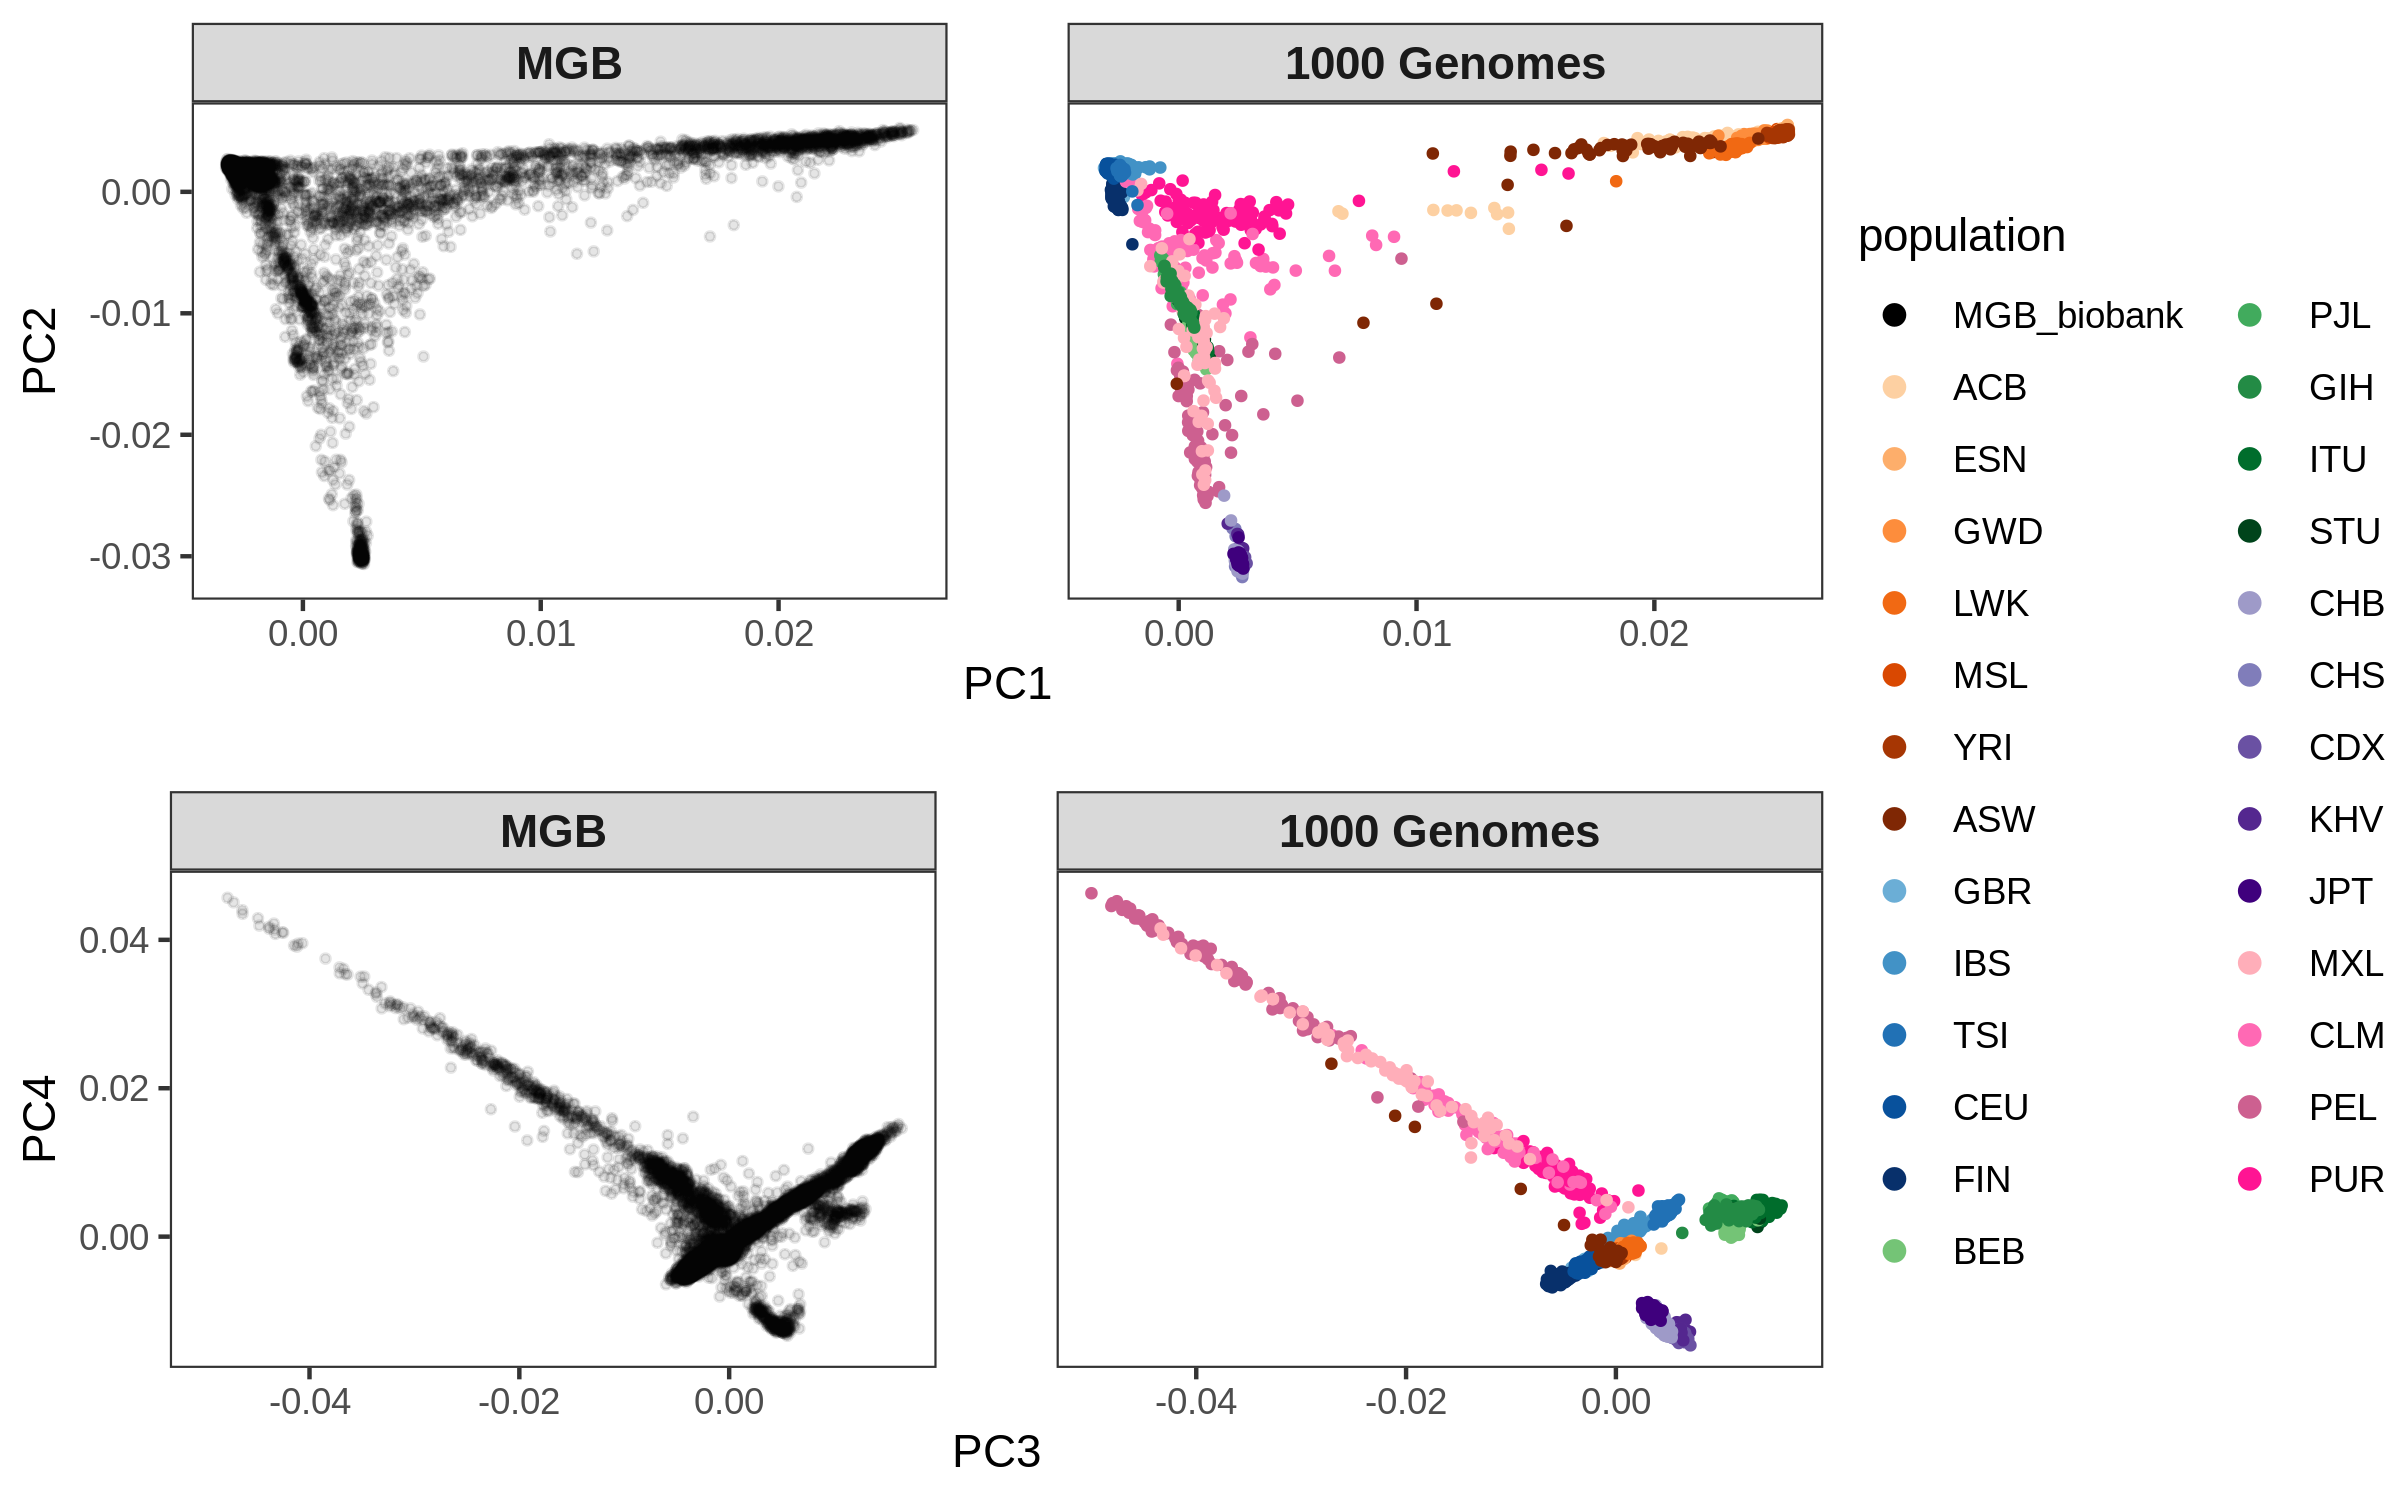 MGB
1000 Genomes
PC2
0.00
-0.01
-0.02
-0.03
0.00 0.01 0.02
0.00 0.01 0.02
PC1
MGB
1000 Genomes
PC4
0.04
0.02
0.00
-0.04 -0.02 0.00
-0.04 -0.02 0.00
PC3
population
MGB_biobank
ACB
ESN
GWD
LWK
MSL
YRI
ASW
GBR
IBS
TSI
CEU
FIN
BEB
PJL
GIH
ITU
STU
CHB
CHS
CDX
KHV
JPT
MXL
CLM
PEL
PUR